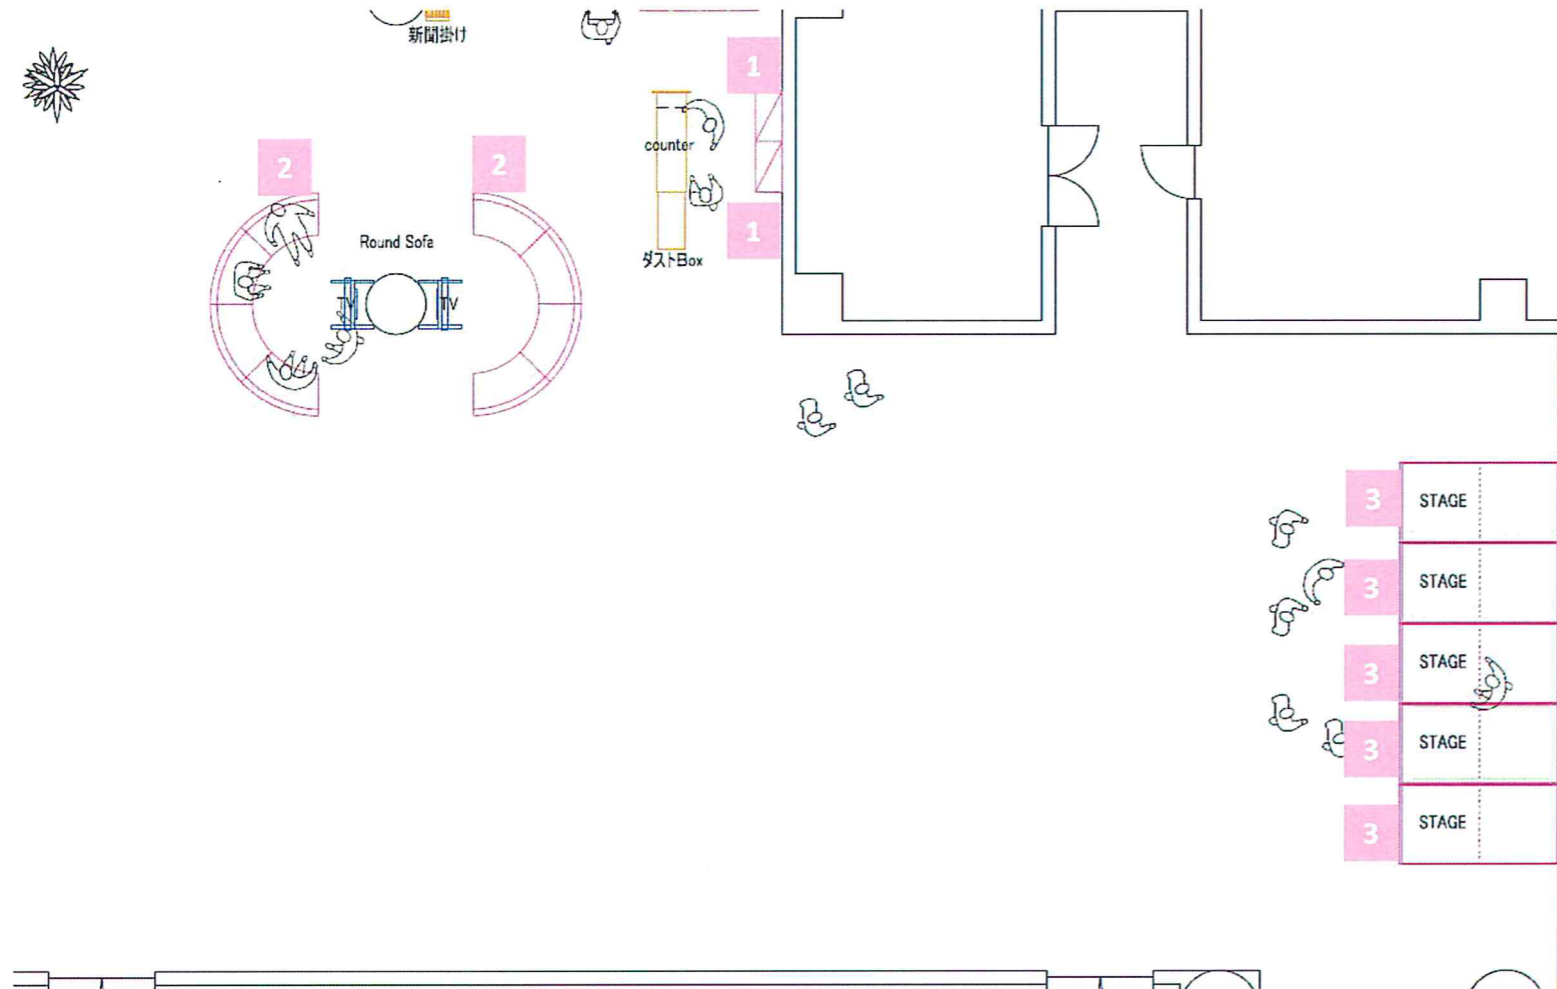 新聞掛け
1
counter
2
2
1
ダストBox
Round Sofa
TV
TV
3
STAGE
3
STAGE
3
STAGE
3
STAGE
3
STAGE